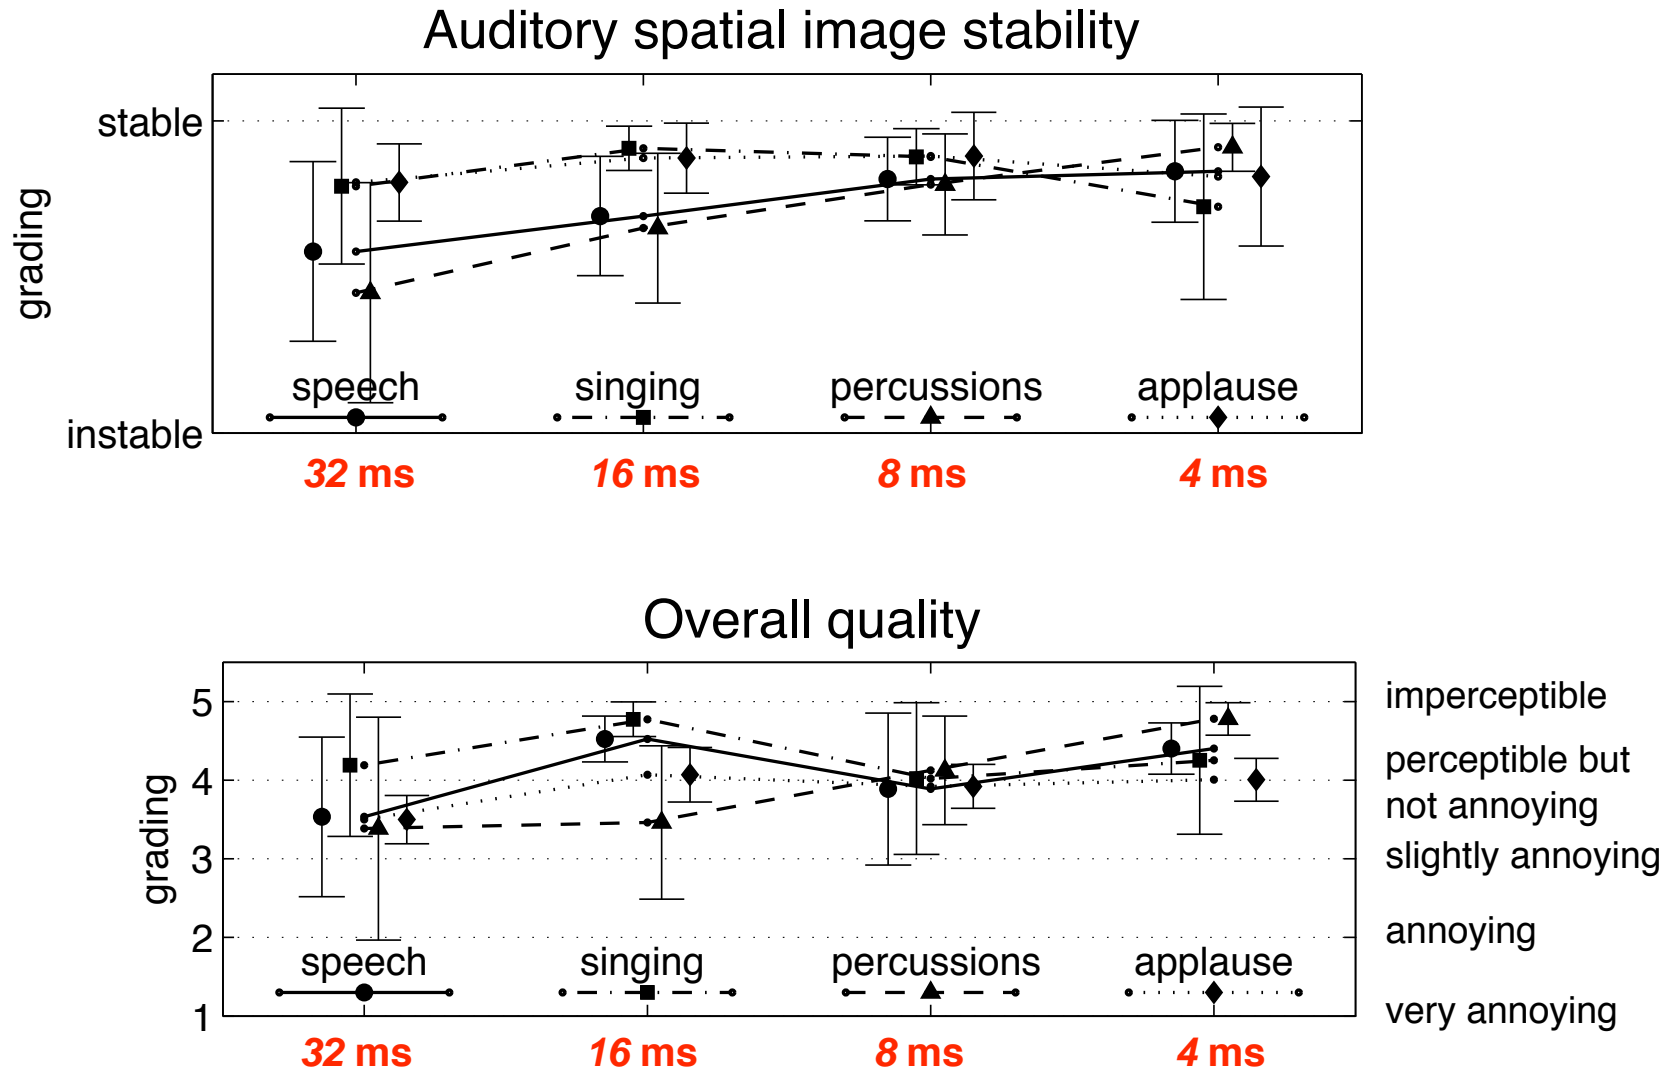 Auditory spatial image stability
stable
grading
speech singing percussions applause
instable
32 ms 16 ms 8 ms 4 ms
Overall quality
5 imperceptible
4 perceptible but
not annoying
grading
3 slightly annoying
2 annoying
speech singing percussions applause
1 very annoying
32 ms 16 ms 8 ms 4 ms